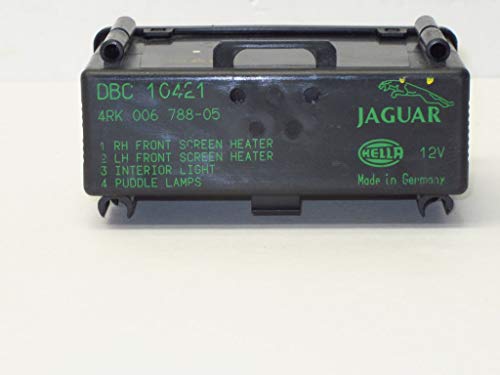 DBC 10421
4RK 006 788-05
JAGUAR
1 RH FRONT SCREEN HEATER
2 LH FRONT SCREEN HEATER
3 INTERIOR LIGHT
4 PUDDLE LAMPS
HELLA 12V
Made in Germany